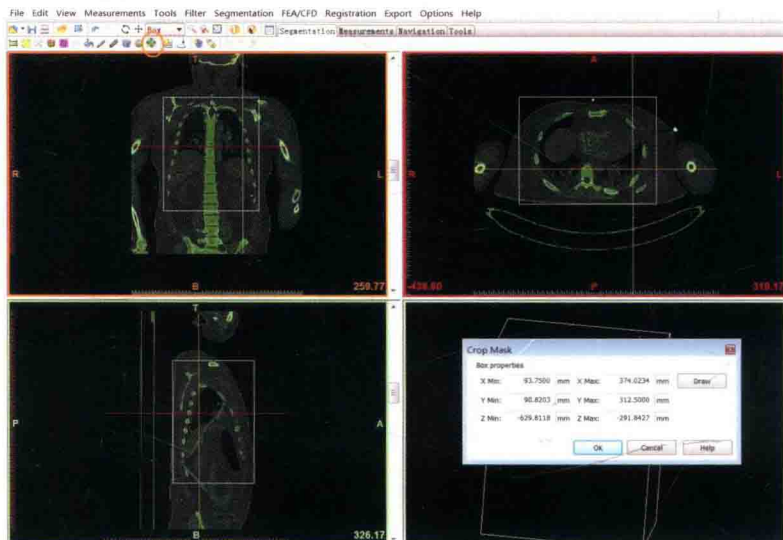 File Edit View Measurements Tools Filter Segmentation FEA/CFD Registration Export Options Help
Box Segmentation Measurements Navigation Tools
T A
R L R L
B 259.77 -438.60 P 319.17
T
Crop Mask
Box properties
X Min: 93.7500 mm X Max: 374.0234 mm Draw
Y Min: 90.8203 mm Y Max: 312.5000 mm
P A
Z Min: -629.8118 mm Z Max: -291.8427 mm
OK Cancel Help
B 326.17